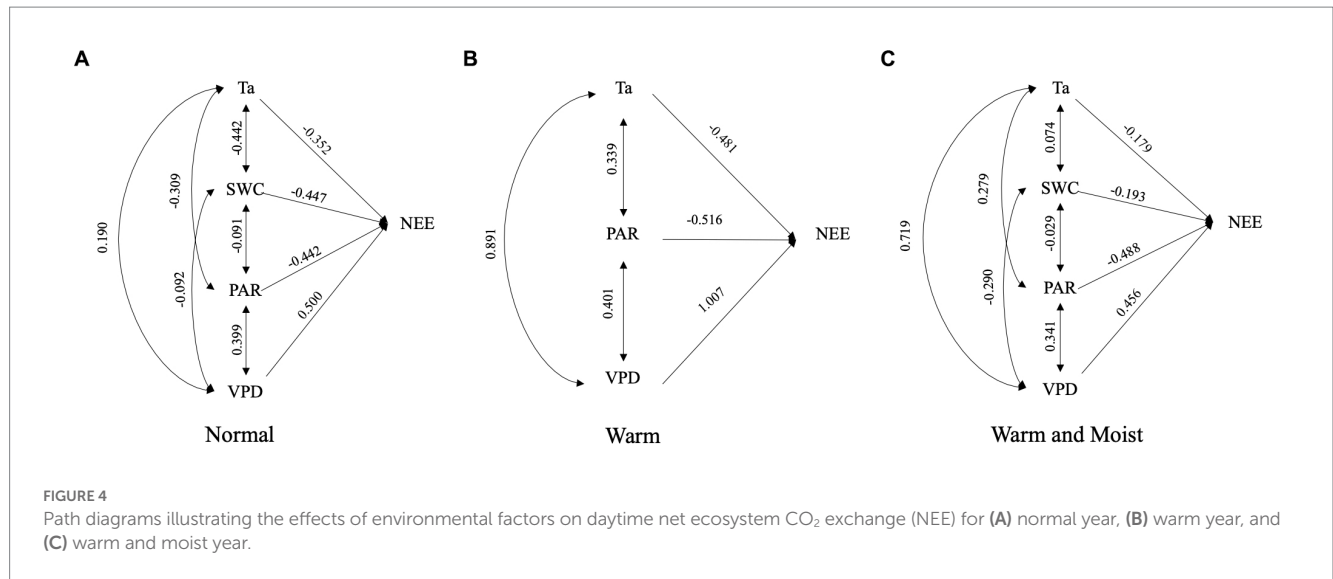 A
Ta
-0.442
-0.352
SWC
-0.309
-0.447
0.190
-0.091
-0.092
NEE
-0.442
PAR
0.399
0.500
VPD
Normal
B
Ta
0.339
-0.481
0.891
PAR
-0.516
NEE
0.401
1.007
VPD
Warm
C
Ta
0.074
-0.179
SWC
0.279
-0.193
0.719
-0.029
-0.290
NEE
-0.488
PAR
0.341
0.456
VPD
Warm and Moist
FIGURE 4
Path diagrams illustrating the effects of environmental factors on daytime net ecosystem CO₂ exchange (NEE) for (A) normal year, (B) warm year, and
(C) warm and moist year.